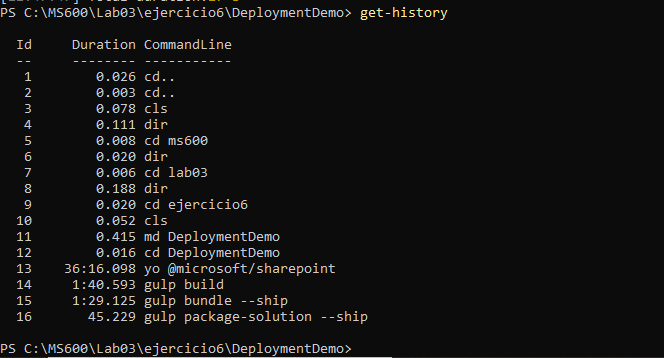 PS C:\MS600\Lab03\ejercicio6\DeploymentDemo> get-history
Id Duration CommandLine
-- -------- -----------
1 0.026 cd..
2 0.003 cd..
3 0.078 cls
4 0.111 dir
5 0.008 cd ms600
6 0.020 dir
7 0.006 cd lab03
8 0.188 dir
9 0.020 cd ejercicio6
10 0.052 cls
11 0.415 md DeploymentDemo
12 0.016 cd DeploymentDemo
13 36:16.098 yo @microsoft/sharepoint
14 1:40.593 gulp build
15 1:29.125 gulp bundle --ship
16 45.229 gulp package-solution --ship
PS C:\MS600\Lab03\ejercicio6\DeploymentDemo>